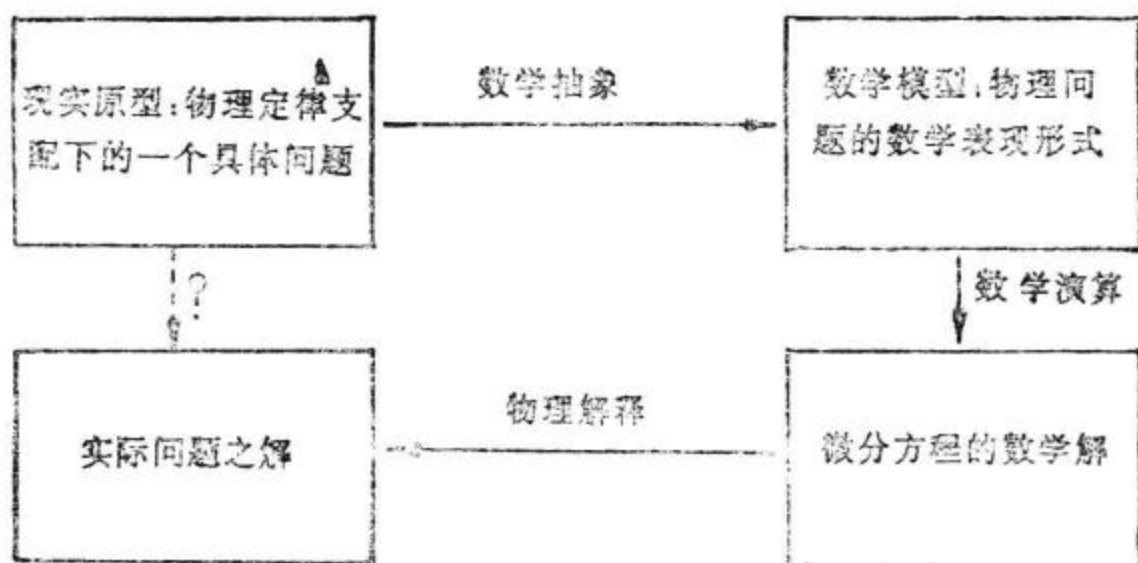 现实原型:物理定律支
配下的一个具体问题
数学抽象
数学模型:物理问
题的数学表现形式
?
数学演算
实际问题之解
物理解释
微分方程的数学解